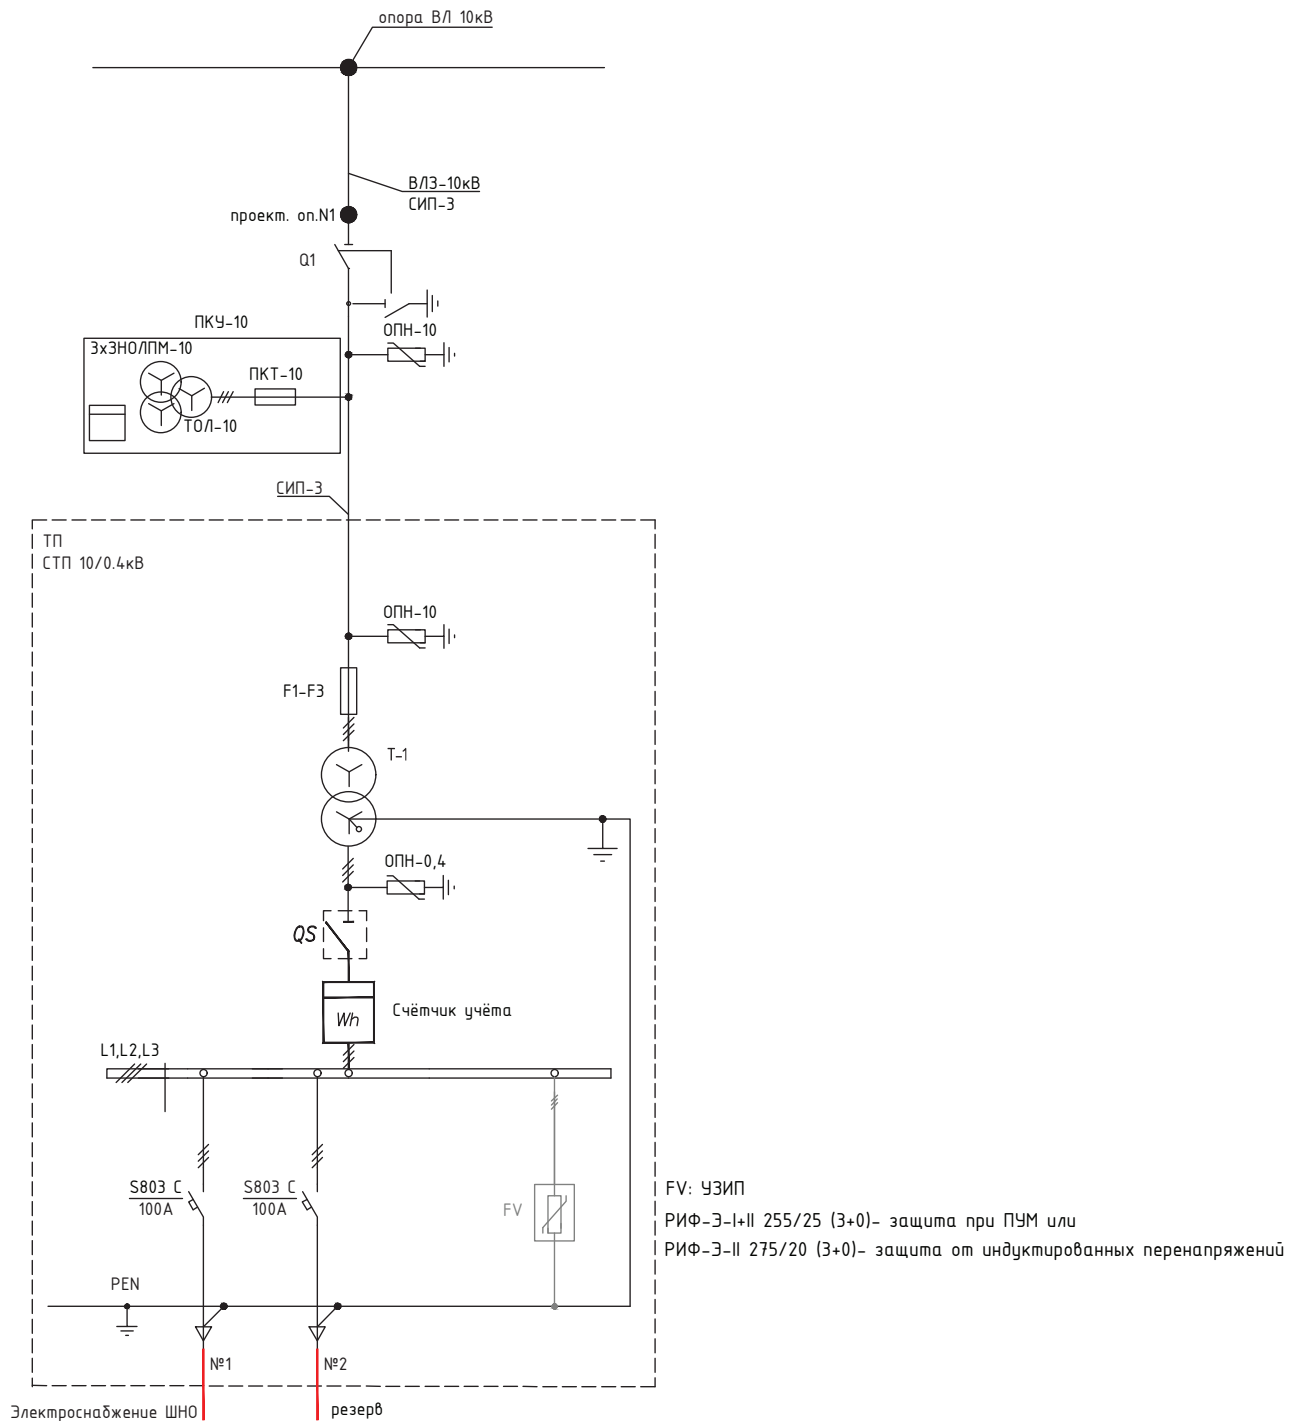 опора ВЛ 10кВ
ВЛЗ-10кВ
СИП-3
проект. оп.N1
Q1
ПКУ-10
ОПН-10
3хЗНОЛПМ-10
ПКТ-10
ТОЛ-10
СИП-3
ТП
СТП 10/0.4кВ
ОПН-10
F1-F3
Т-1
ОПН-0,4
QS
Wh
Счётчик учёта
L1,L2,L3
S803 C
100А
S803 C
100А
FV
FV: УЗИП
РИФ-Э-I+II 255/25 (3+0)- защита при ПУМ или
РИФ-Э-II 275/20 (3+0)- защита от индуктированных перенапряжений
PEN
№1
№2
Электроснабжение ШНО
резерв